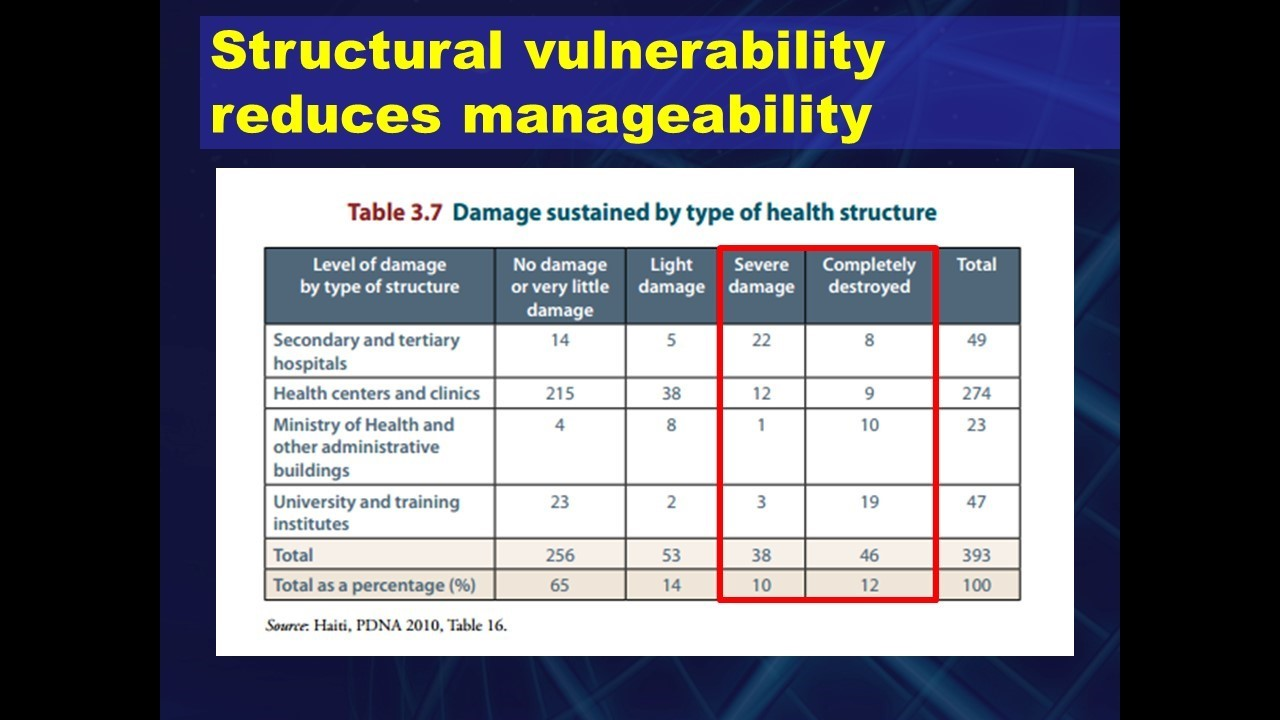 Structural vulnerability
reduces manageability
Table 3.7 Damage sustained by type of health structure
Level of damage by type of structure No damage or very little damage Light damage Severe damage Completely destroyed Total
Secondary and tertiary hospitals 14 5 22 8 49
Health centers and clinics 215 38 12 9 274
Ministry of Health and other administrative buildings 4 8 1 10 23
University and training institutes 23 2 3 19 47
Total 256 53 38 46 393
Total as a percentage (%) 65 14 10 12 100
Source: Haiti, PDNA 2010, Table 16.